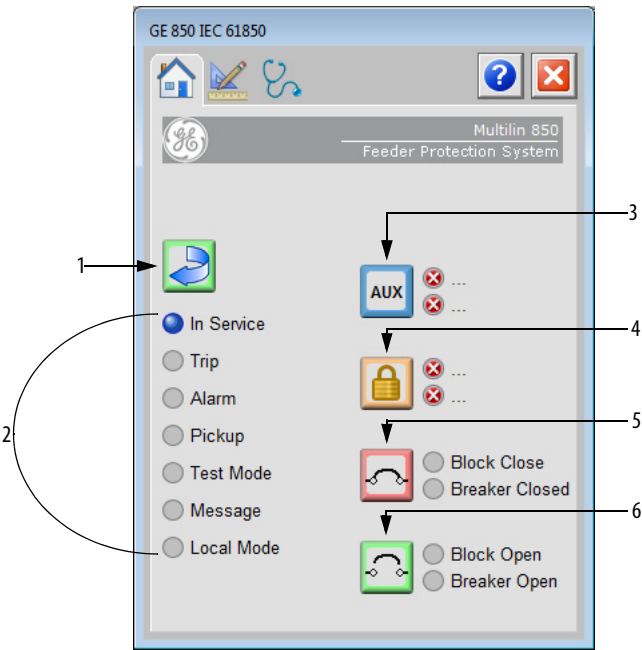 GE 850 IEC 61850
?
GE
Multilin 850
Feeder Protection System
1
2
In Service
Trip
Alarm
Pickup
Test Mode
Message
Local Mode
3
AUX
...
...
4
...
...
5
Block Close
Breaker Closed
6
Block Open
Breaker Open